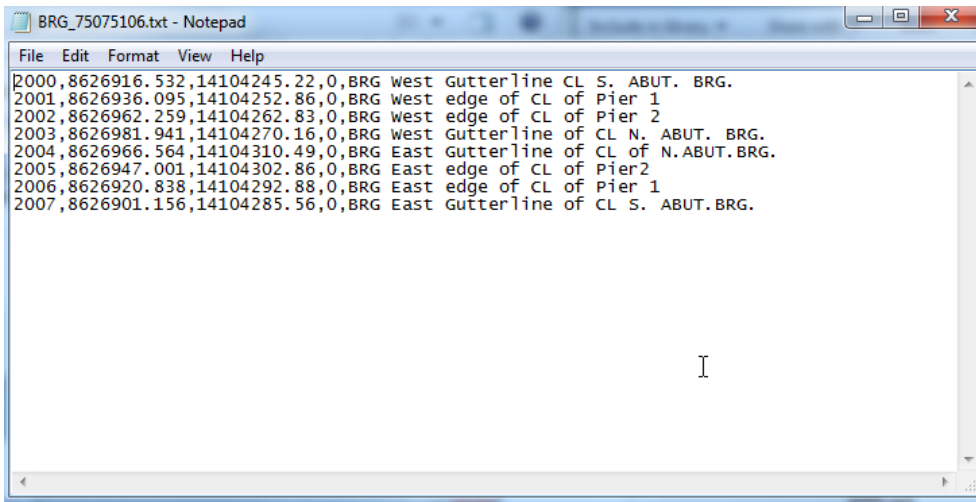 BRG_75075106.txt - Notepad
File Edit Format View Help
2000,8626916.532,14104245.22,0,BRG West Gutterline CL S. ABUT. BRG.
2001,8626936.095,14104252.86,0,BRG West edge of CL of Pier 1
2002,8626962.259,14104262.83,0,BRG West edge of CL of Pier 2
2003,8626981.941,14104270.16,0,BRG West Gutterline of CL N. ABUT. BRG.
2004,8626966.564,14104310.49,0,BRG East Gutterline of CL of N.ABUT.BRG.
2005,8626947.001,14104302.86,0,BRG East edge of CL of Pier2
2006,8626920.838,14104292.88,0,BRG East edge of CL of Pier 1
2007,8626901.156,14104285.56,0,BRG East Gutterline of CL S. ABUT.BRG.